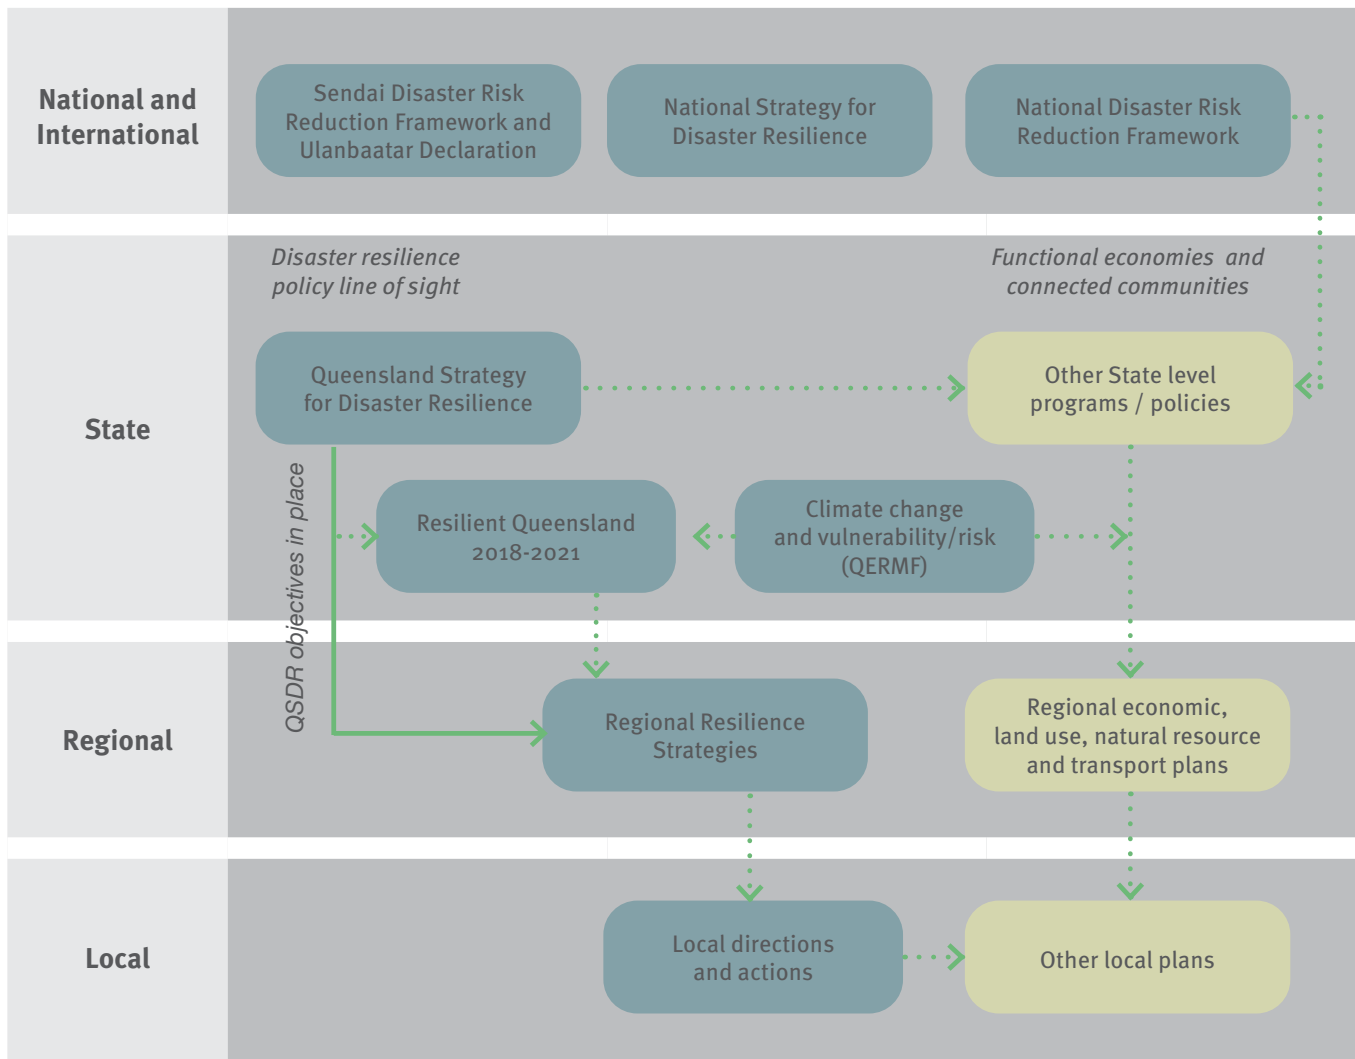 National and
International
Sendai Disaster Risk
Reduction Framework and
Ulanbaatar Declaration
National Strategy for
Disaster Resilience
National Disaster Risk
Reduction Framework
State
Disaster resilience
policy line of sight
Functional economies and
connected communities
Queensland Strategy
for Disaster Resilience
Other State level
programs / policies
QSDR objectives in place
Resilient Queensland
2018-2021
Climate change
and vulnerability/risk
(QERMF)
Regional
Regional Resilience
Strategies
Regional economic,
land use, natural resource
and transport plans
Local
Local directions
and actions
Other local plans